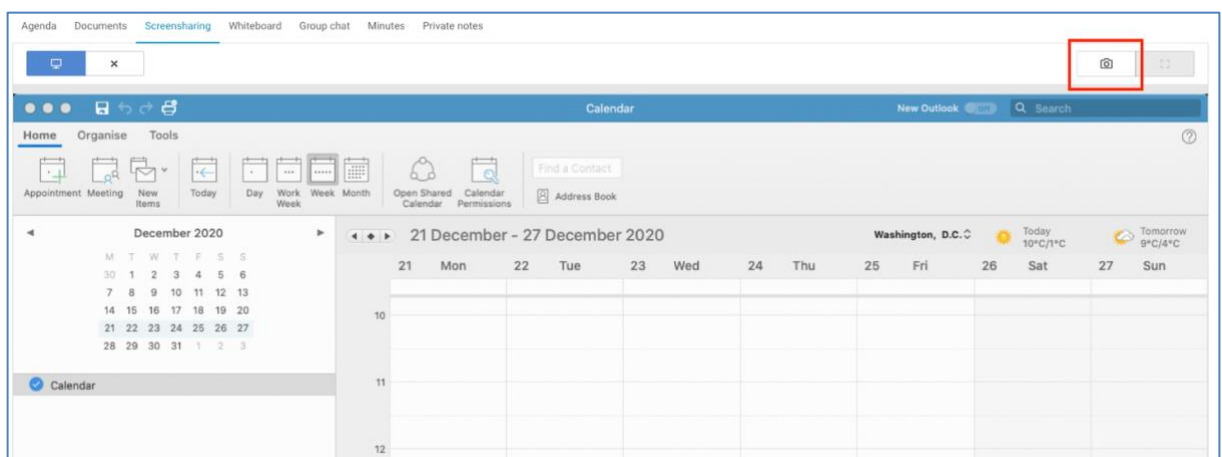 Agenda Documents Screensharing Whiteboard Group chat Minutes Private notes
Calendar New Outlook Off Search
Home Organise Tools
Appointment Meeting New Items Today Day Work Week Week Month Open Shared Calendar Calendar Permissions
Find a Contact
Address Book
December 2020
M T W T F S S
30 1 2 3 4 5 6
7 8 9 10 11 12 13
14 15 16 17 18 19 20
21 22 23 24 25 26 27
28 29 30 31 1 2 3
Calendar
21 December - 27 December 2020 Washington, D.C.
Today
10°C/1°C
Tomorrow
9°C/4°C
21 Mon 22 Tue 23 Wed 24 Thu 25 Fri 26 Sat 27 Sun
10
11
12